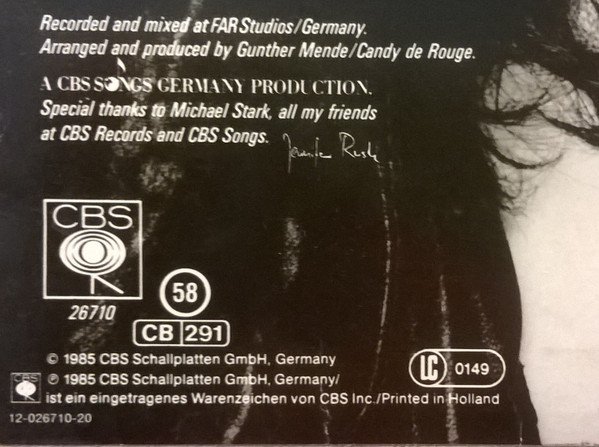 Recorded and mixed at FAR Studios/Germany.
Arranged and produced by Gunther Mende/Candy de Rouge.
A CBS SONGS GERMANY PRODUCTION.
Special thanks to Michael Stark, all my friends
at CBS Records and CBS Songs.
Jennifer Rush
CBS
26710
58
CB 291
© 1985 CBS Schallplatten GmbH, Germany
LC 0149
℗ 1985 CBS Schallplatten GmbH, Germany/
CBS ist ein eingetragenes Warenzeichen von CBS Inc./Printed in Holland
12-026710-20